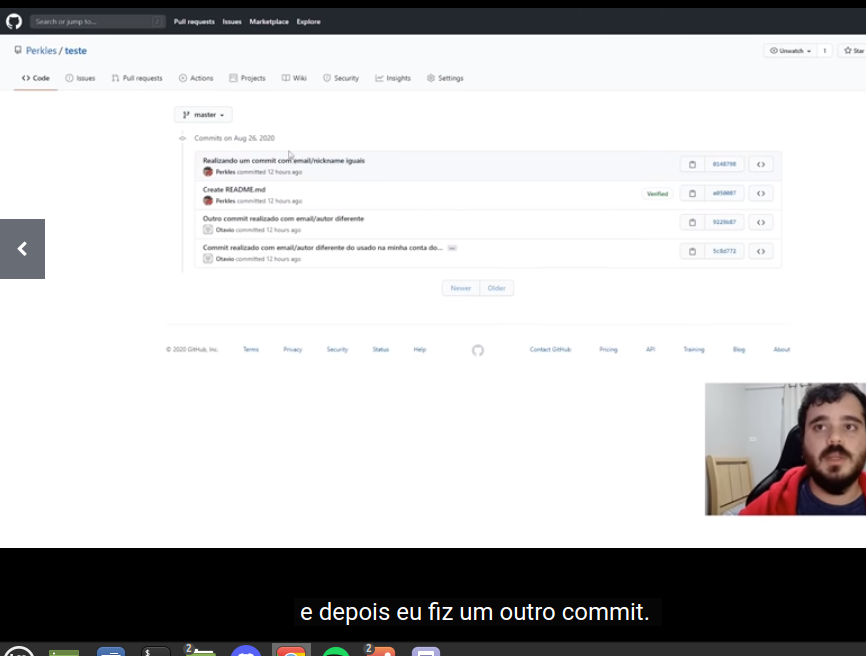 Search or jump to... /
Pull requests Issues Marketplace Explore
Perkles / teste
Unwatch 1 Star
Code Issues Pull requests Actions Projects Wiki Security Insights Settings
master
Commits on Aug 26, 2020
Realizando um commit com email/nickname iguais
Perkles committed 12 hours ago
Create README.md
Perkles committed 12 hours ago
Verified
Outro commit realizado com email/autor diferente
Otavio committed 12 hours ago
Commit realizado com email/autor diferente do usado na minha conta do...
Otavio committed 12 hours ago
5c8d772
Newer Older
© 2020 GitHub, Inc. Terms Privacy Security Status Help Contact GitHub Pricing API Training Blog About
e depois eu fiz um outro commit.
2 2